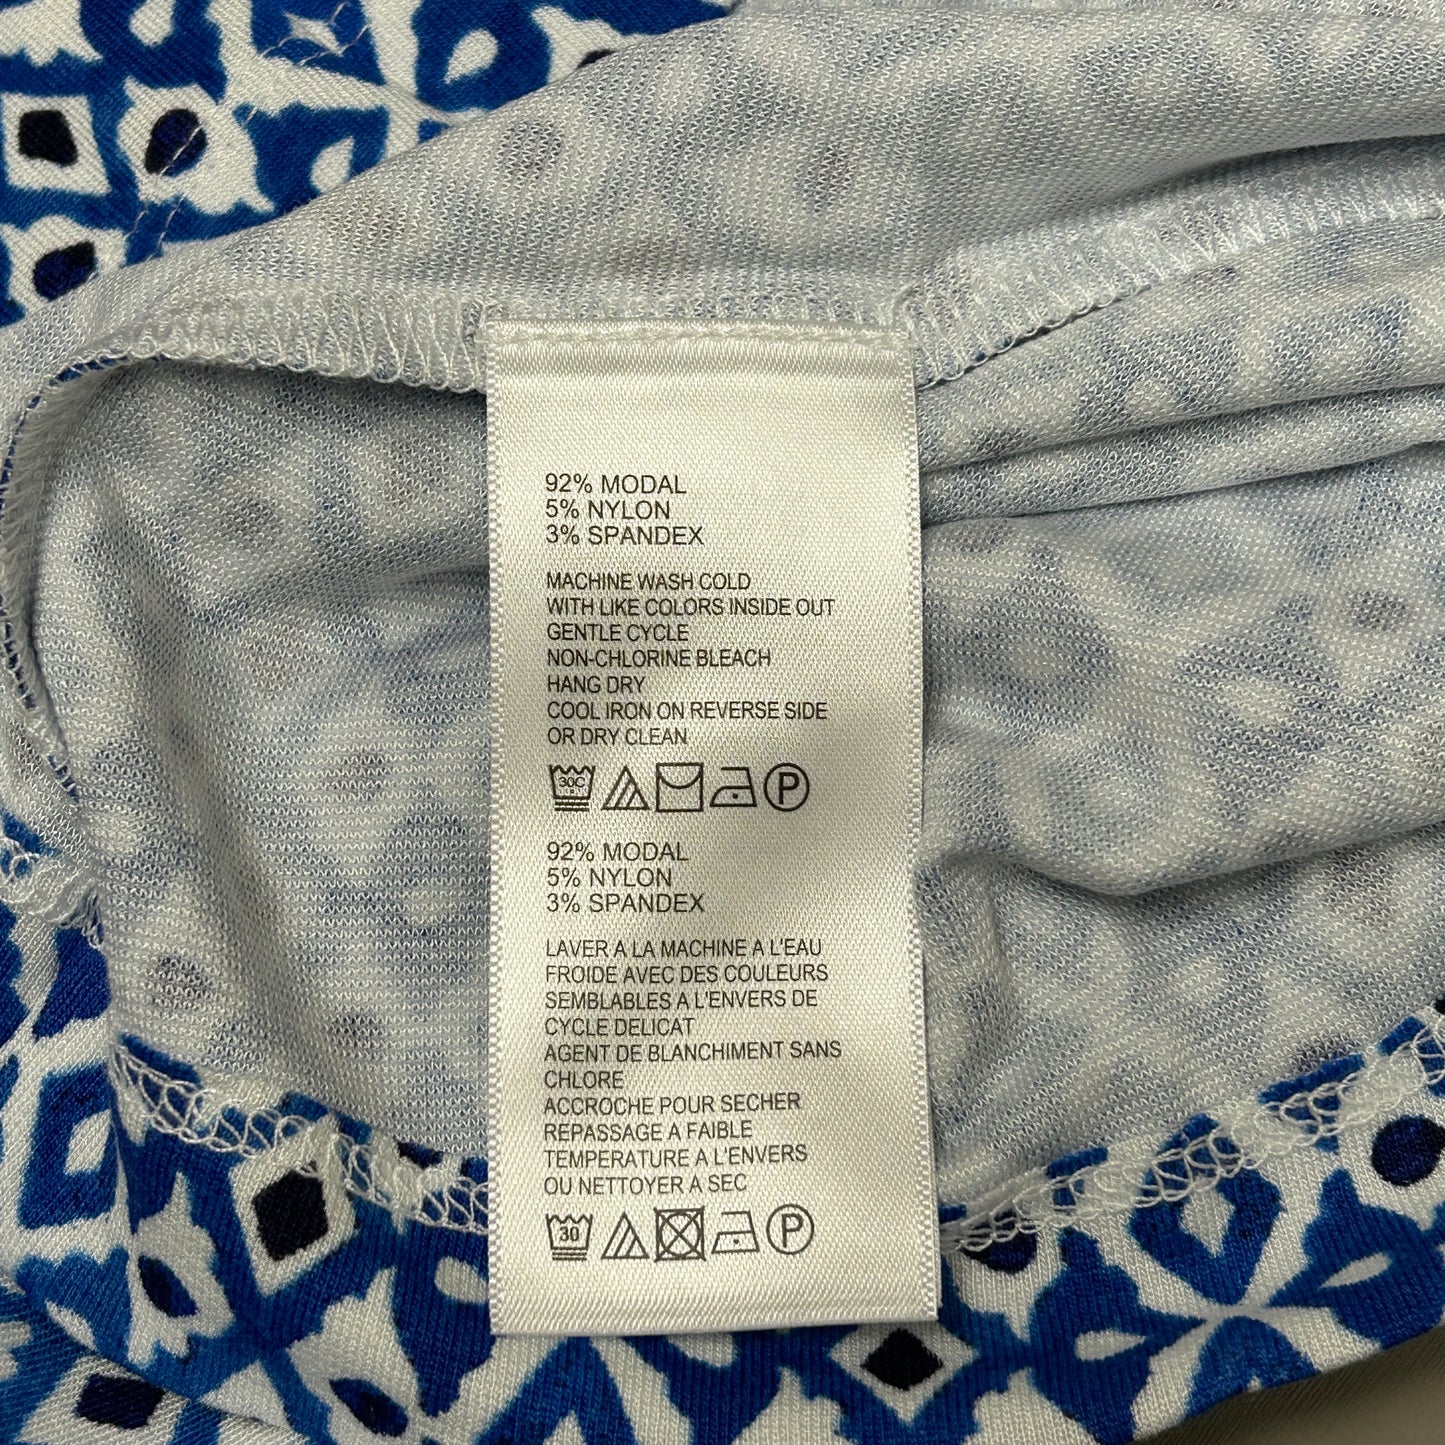 92% MODAL
5% NYLON
3% SPANDEX
MACHINE WASH COLD
WITH LIKE COLORS INSIDE OUT
GENTLE CYCLE
NON-CHLORINE BLEACH
HANG DRY
COOL IRON ON REVERSE SIDE
OR DRY CLEAN
30C P
92% MODAL
5% NYLON
3% SPANDEX
LAVER A LA MACHINE A L'EAU
FROIDE AVEC DES COULEURS
SEMBLABLES A L'ENVERS DE
CYCLE DELICAT
AGENT DE BLANCHIMENT SANS
CHLORE
ACCROCHE POUR SECHER
REPASSAGE A FAIBLE
TEMPERATURE A L'ENVERS
OU NETTOYER A SEC
30 P